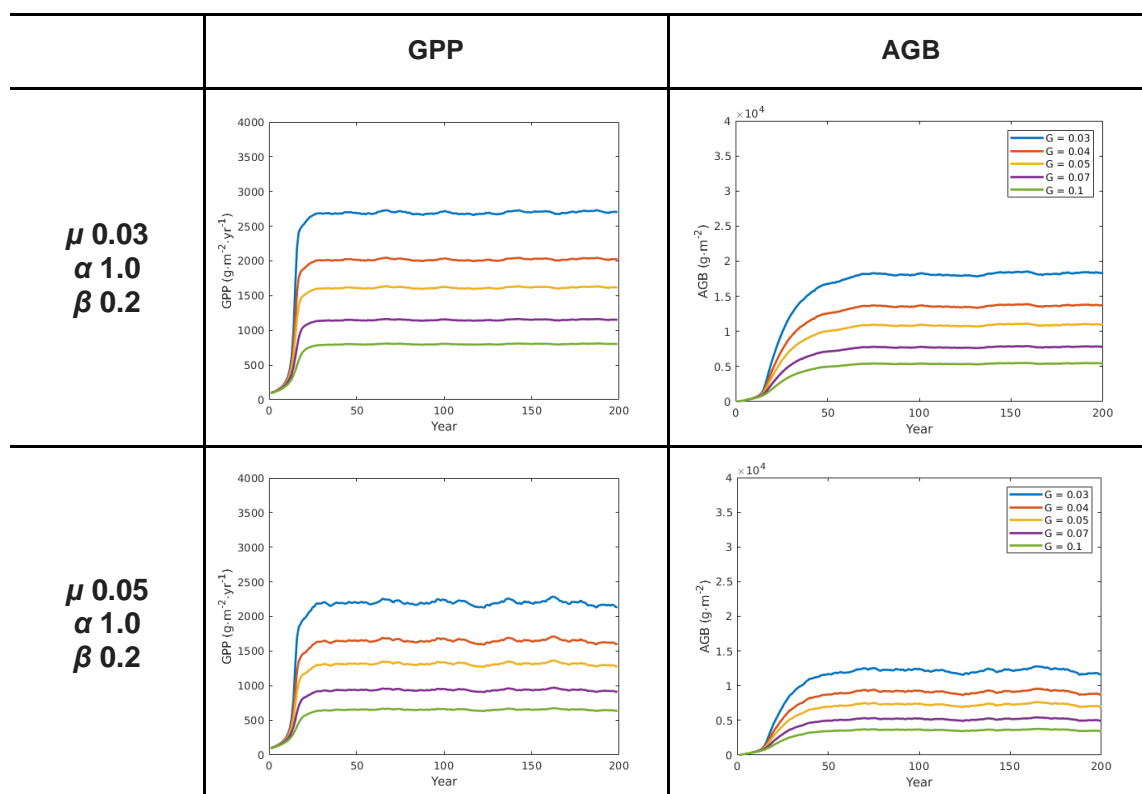 GPP
AGB
μ 0.03
α 1.0
β 0.2
4000
3500
3000
2500
2000
1500
1000
500
0
GPP (g·m⁻²·yr⁻¹)
0
50
100
150
200
Year
×10⁴
4
3.5
3
2.5
2
1.5
1
0.5
0
AGB (g·m⁻²)
G = 0.03
G = 0.04
G = 0.05
G = 0.07
G = 0.1
0
50
100
150
200
Year
μ 0.05
α 1.0
β 0.2
4000
3500
3000
2500
2000
1500
1000
500
0
GPP (g·m⁻²·yr⁻¹)
0
50
100
150
200
Year
×10⁴
4
3.5
3
2.5
2
1.5
1
0.5
0
AGB (g·m⁻²)
G = 0.03
G = 0.04
G = 0.05
G = 0.07
G = 0.1
0
50
100
150
200
Year